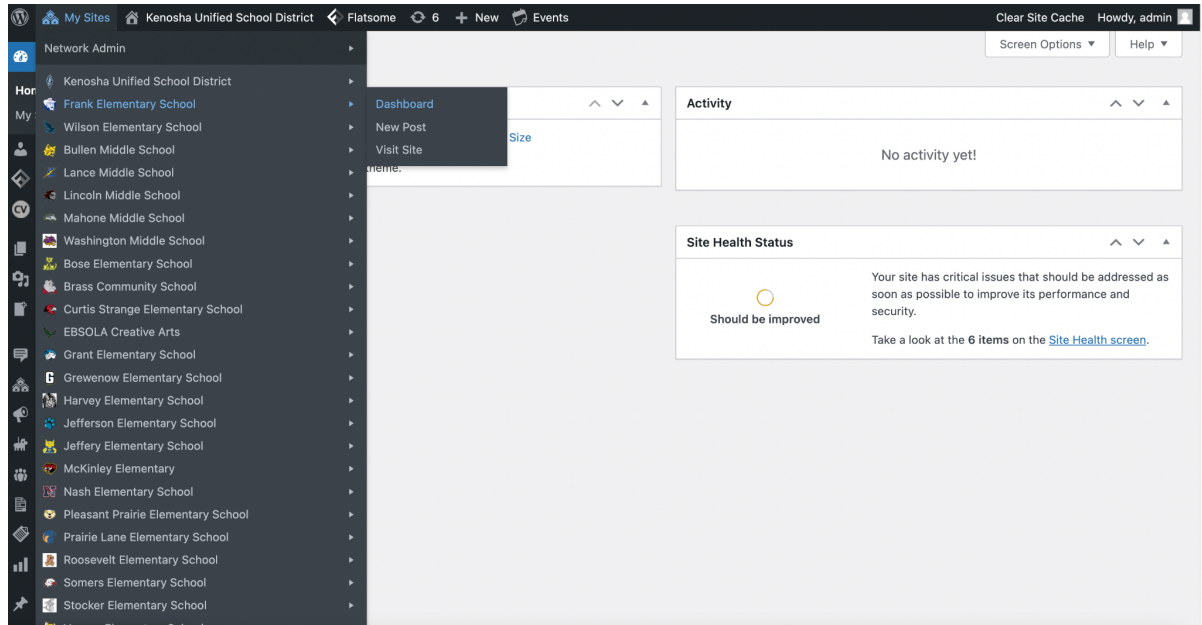 My Sites Kenosha Unified School District Flatsome 6 New Events Clear Site Cache Howdy, admin
Screen Options Help
Network Admin
Hor
My
Kenosha Unified School District
Frank Elementary School
Wilson Elementary School
Bullen Middle School
Lance Middle School
Lincoln Middle School
Mahone Middle School
Washington Middle School
Bose Elementary School
Brass Community School
Curtis Strange Elementary School
EBSOLA Creative Arts
Grant Elementary School
Grewenow Elementary School
Harvey Elementary School
Jefferson Elementary School
Jeffery Elementary School
McKinley Elementary
Nash Elementary School
Pleasant Prairie Elementary School
Prairie Lane Elementary School
Roosevelt Elementary School
Somers Elementary School
Stocker Elementary School
Dashboard
New Post
Visit Site
Size
theme.
Activity
No activity yet!
Site Health Status
Should be improved
Your site has critical issues that should be addressed as
soon as possible to improve its performance and
security.
Take a look at the 6 items on the Site Health screen.
CV